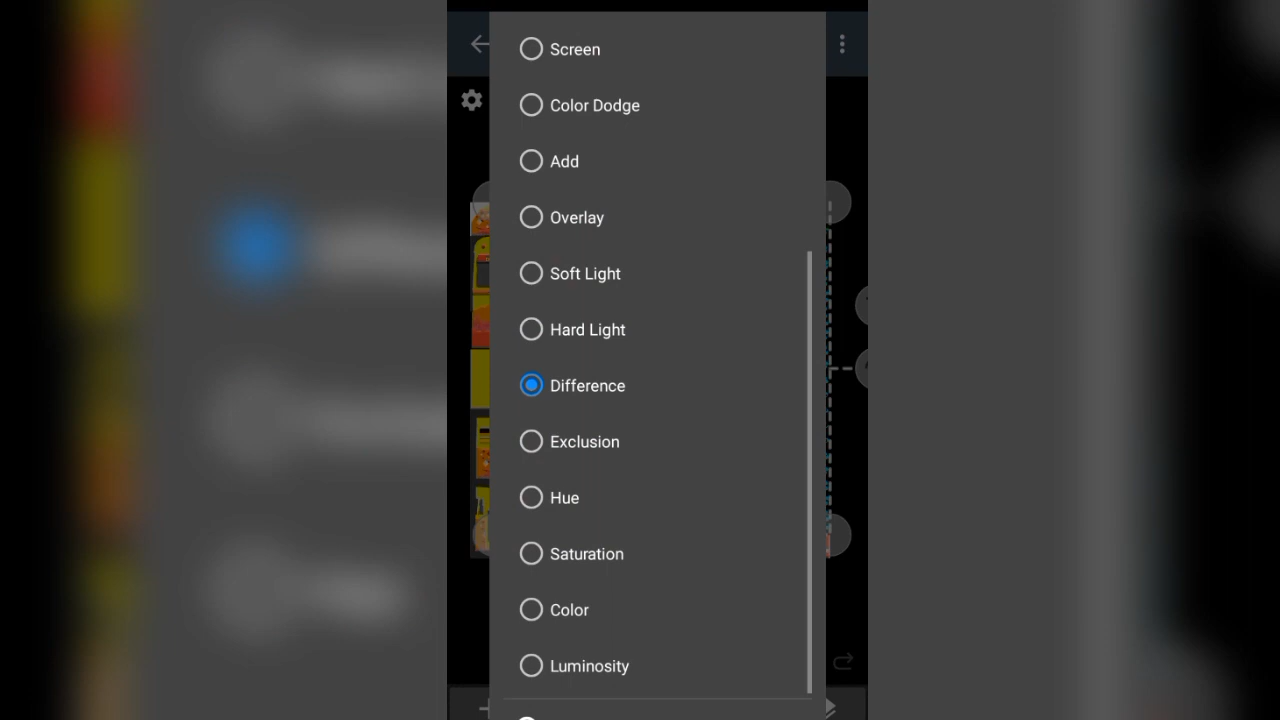 Screen
Color Dodge
Add
Overlay
Soft Light
Hard Light
Difference
Exclusion
Hue
Saturation
Color
Luminosity